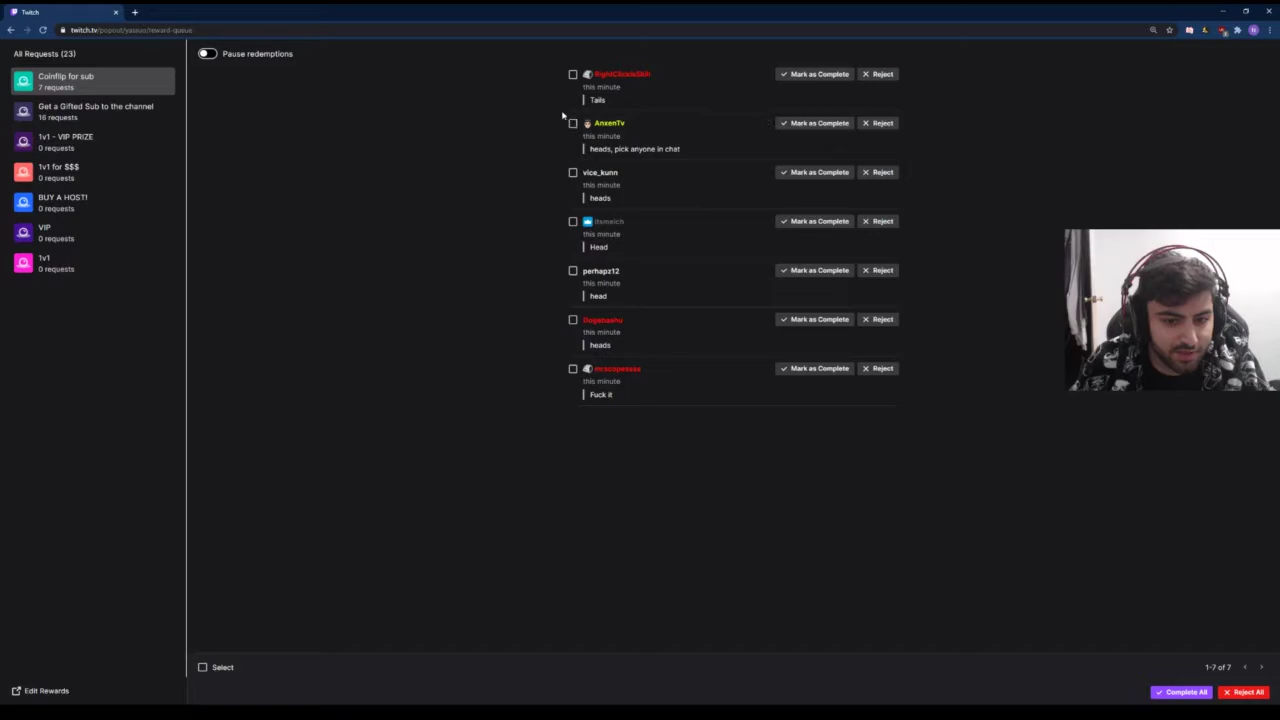 Twitch
twitch.tv/popout/yassuo/reward-queue
All Requests (23)
Coinflip for sub
7 requests
Get a Gifted Sub to the channel
16 requests
1v1 - VIP PRIZE
0 requests
1v1 for $$$
0 requests
BUY A HOST!
0 requests
VIP
0 requests
1v1
0 requests
Edit Rewards
Pause redemptions
this minute
Tails
Mark as Complete
Reject
AnxenTv
this minute
heads, pick anyone in chat
Mark as Complete
Reject
vice_kunn
this minute
heads
Mark as Complete
Reject
this minute
Head
Mark as Complete
Reject
perhapz12
this minute
head
Mark as Complete
Reject
this minute
heads
Mark as Complete
Reject
this minute
Fuck it
Mark as Complete
Reject
Select
1-7 of 7
Complete All
Reject All